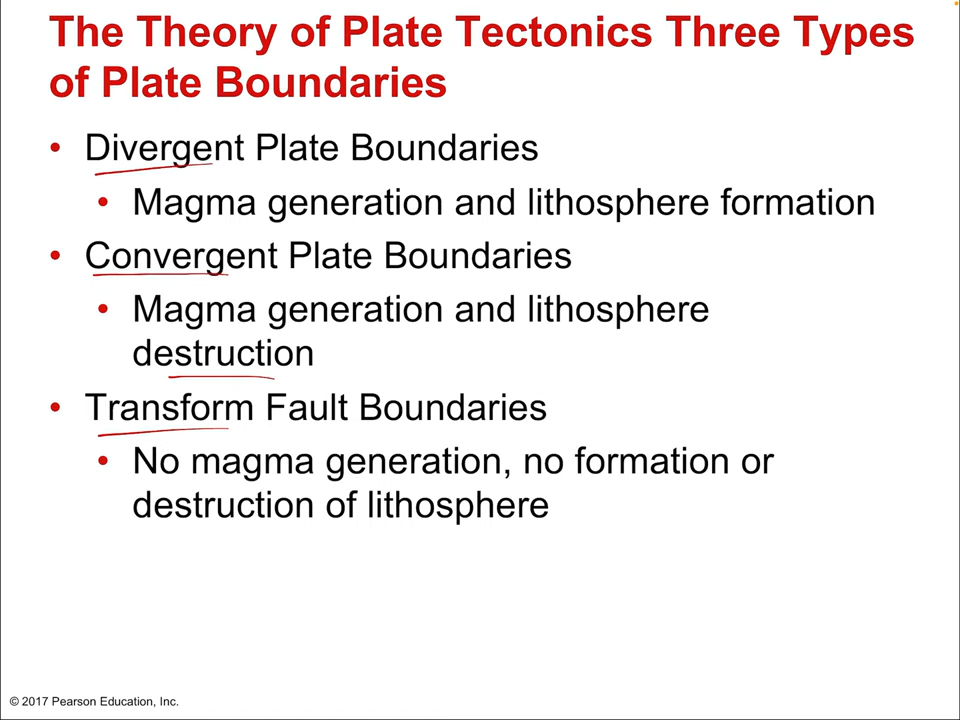 The Theory of Plate Tectonics Three Types
of Plate Boundaries
• Divergent Plate Boundaries
• Magma generation and lithosphere formation
• Convergent Plate Boundaries
• Magma generation and lithosphere
destruction
• Transform Fault Boundaries
• No magma generation, no formation or
destruction of lithosphere
© 2017 Pearson Education, Inc.